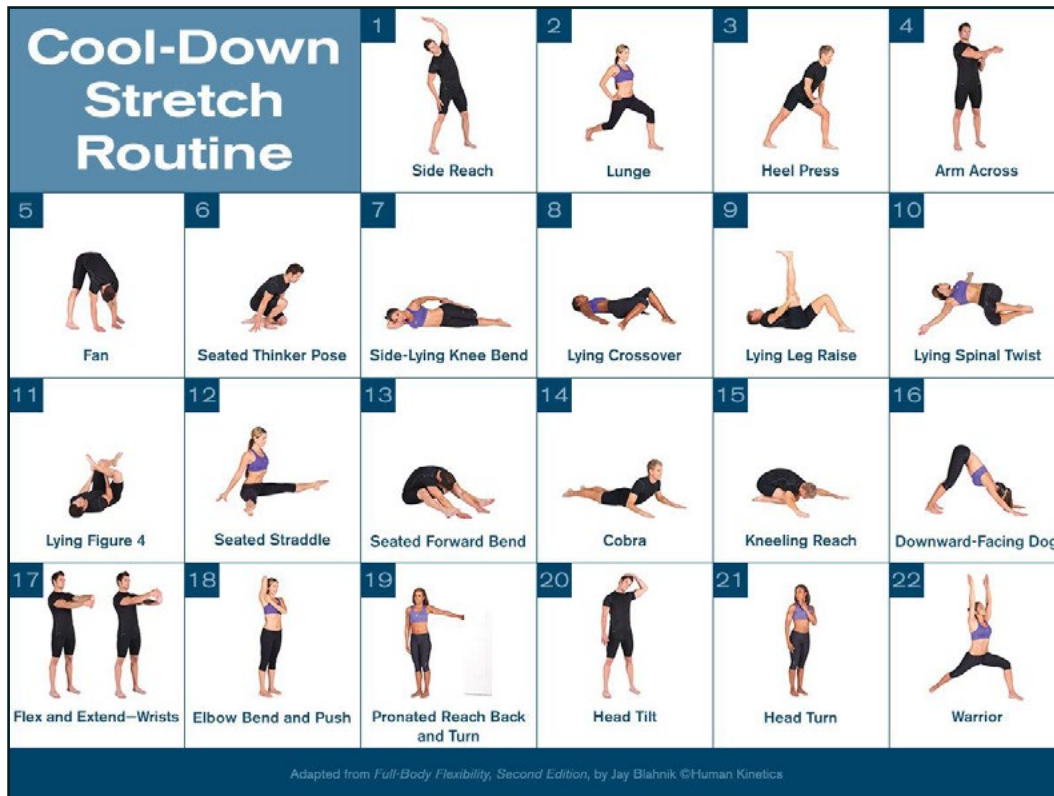 Cool-Down
Stretch
Routine
1
Side Reach
2
Lunge
3
Heel Press
4
Arm Across
5
Fan
6
Seated Thinker Pose
7
Side-Lying Knee Bend
8
Lying Crossover
9
Lying Leg Raise
10
Lying Spinal Twist
11
Lying Figure 4
12
Seated Straddle
13
Seated Forward Bend
14
Cobra
15
Kneeling Reach
16
Downward-Facing Dog
17
Flex and Extend—Wrists
18
Elbow Bend and Push
19
Pronated Reach Back
and Turn
20
Head Tilt
21
Head Turn
22
Warrior
Adapted from Full-Body Flexibility, Second Edition, by Jay Blahnik ©Human Kinetics